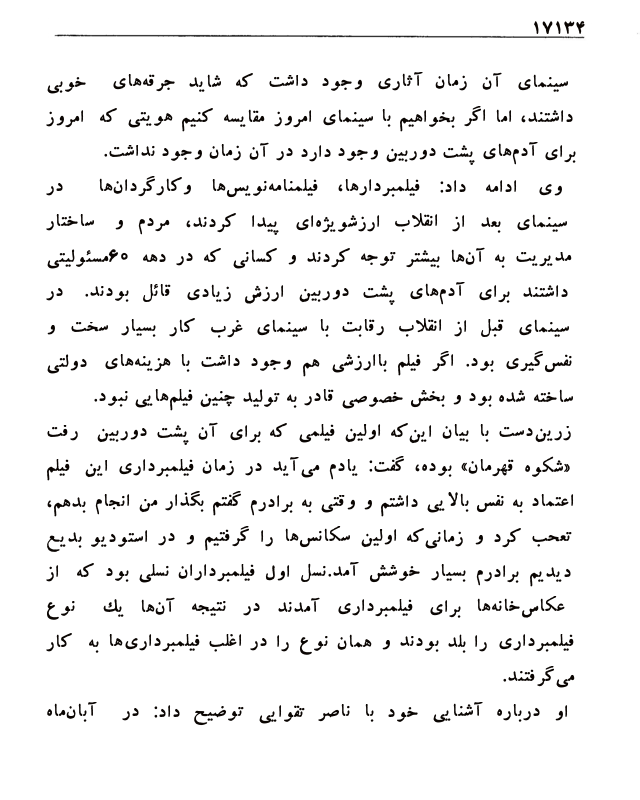 ۱۷۱۳۴
سینمای آن زمان آثاری وجود داشت که شاید جرقه‌های خوبی
داشتند، اما اگر بخواهیم با سینمای امروز مقایسه کنیم هویتی که امروز
برای آدم‌های پشت دوربین وجود دارد در آن زمان وجود نداشت.
وی ادامه داد: فیلمبردارها، فیلمنامه‌نویس‌ها وکارگردان‌ها در
سینمای بعد از انقلاب ارزشویژه‌ای پیدا کردند، مردم و ساختار
مدیریت به آن‌ها بیشتر توجه کردند و کسانی که در دهه ۶۰مسئولیتی
داشتند برای آدم‌های پشت دوربین ارزش زیادی قائل بودند. در
سینمای قبل از انقلاب رقابت با سینمای غرب کار بسیار سخت و
نفس‌گیری بود. اگر فیلم باارزشی هم وجود داشت با هزینه‌های دولتی
ساخته شده بود و بخش خصوصی قادر به تولید چنین فیلم‌هایی نبود.
زرین‌دست با بیان این‌که اولین فیلمی که برای آن پشت دوربین رفت
«شکوه قهرمان» بوده، گفت: یادم می‌آید در زمان فیلمبرداری این فیلم
اعتماد به نفس بالایی داشتم و وقتی به برادرم گفتم بگذار من انجام بدهم،
تعحب کرد و زمانی‌که اولین سکانس‌ها را گرفتیم و در استودیو بدیع
دیدیم برادرم بسیار خوشش آمد.نسل اول فیلمبرداران نسلی بود که از
عکاس‌خانه‌ها برای فیلمبرداری آمدند در نتیجه آن‌ها یك نوع
فیلمبرداری را بلد بودند و همان نوع را در اغلب فیلمبرداری‌ها به کار
می‌گرفتند.
او درباره آشنایی خود با ناصر تقوایی توضیح داد: در آبان‌ماه